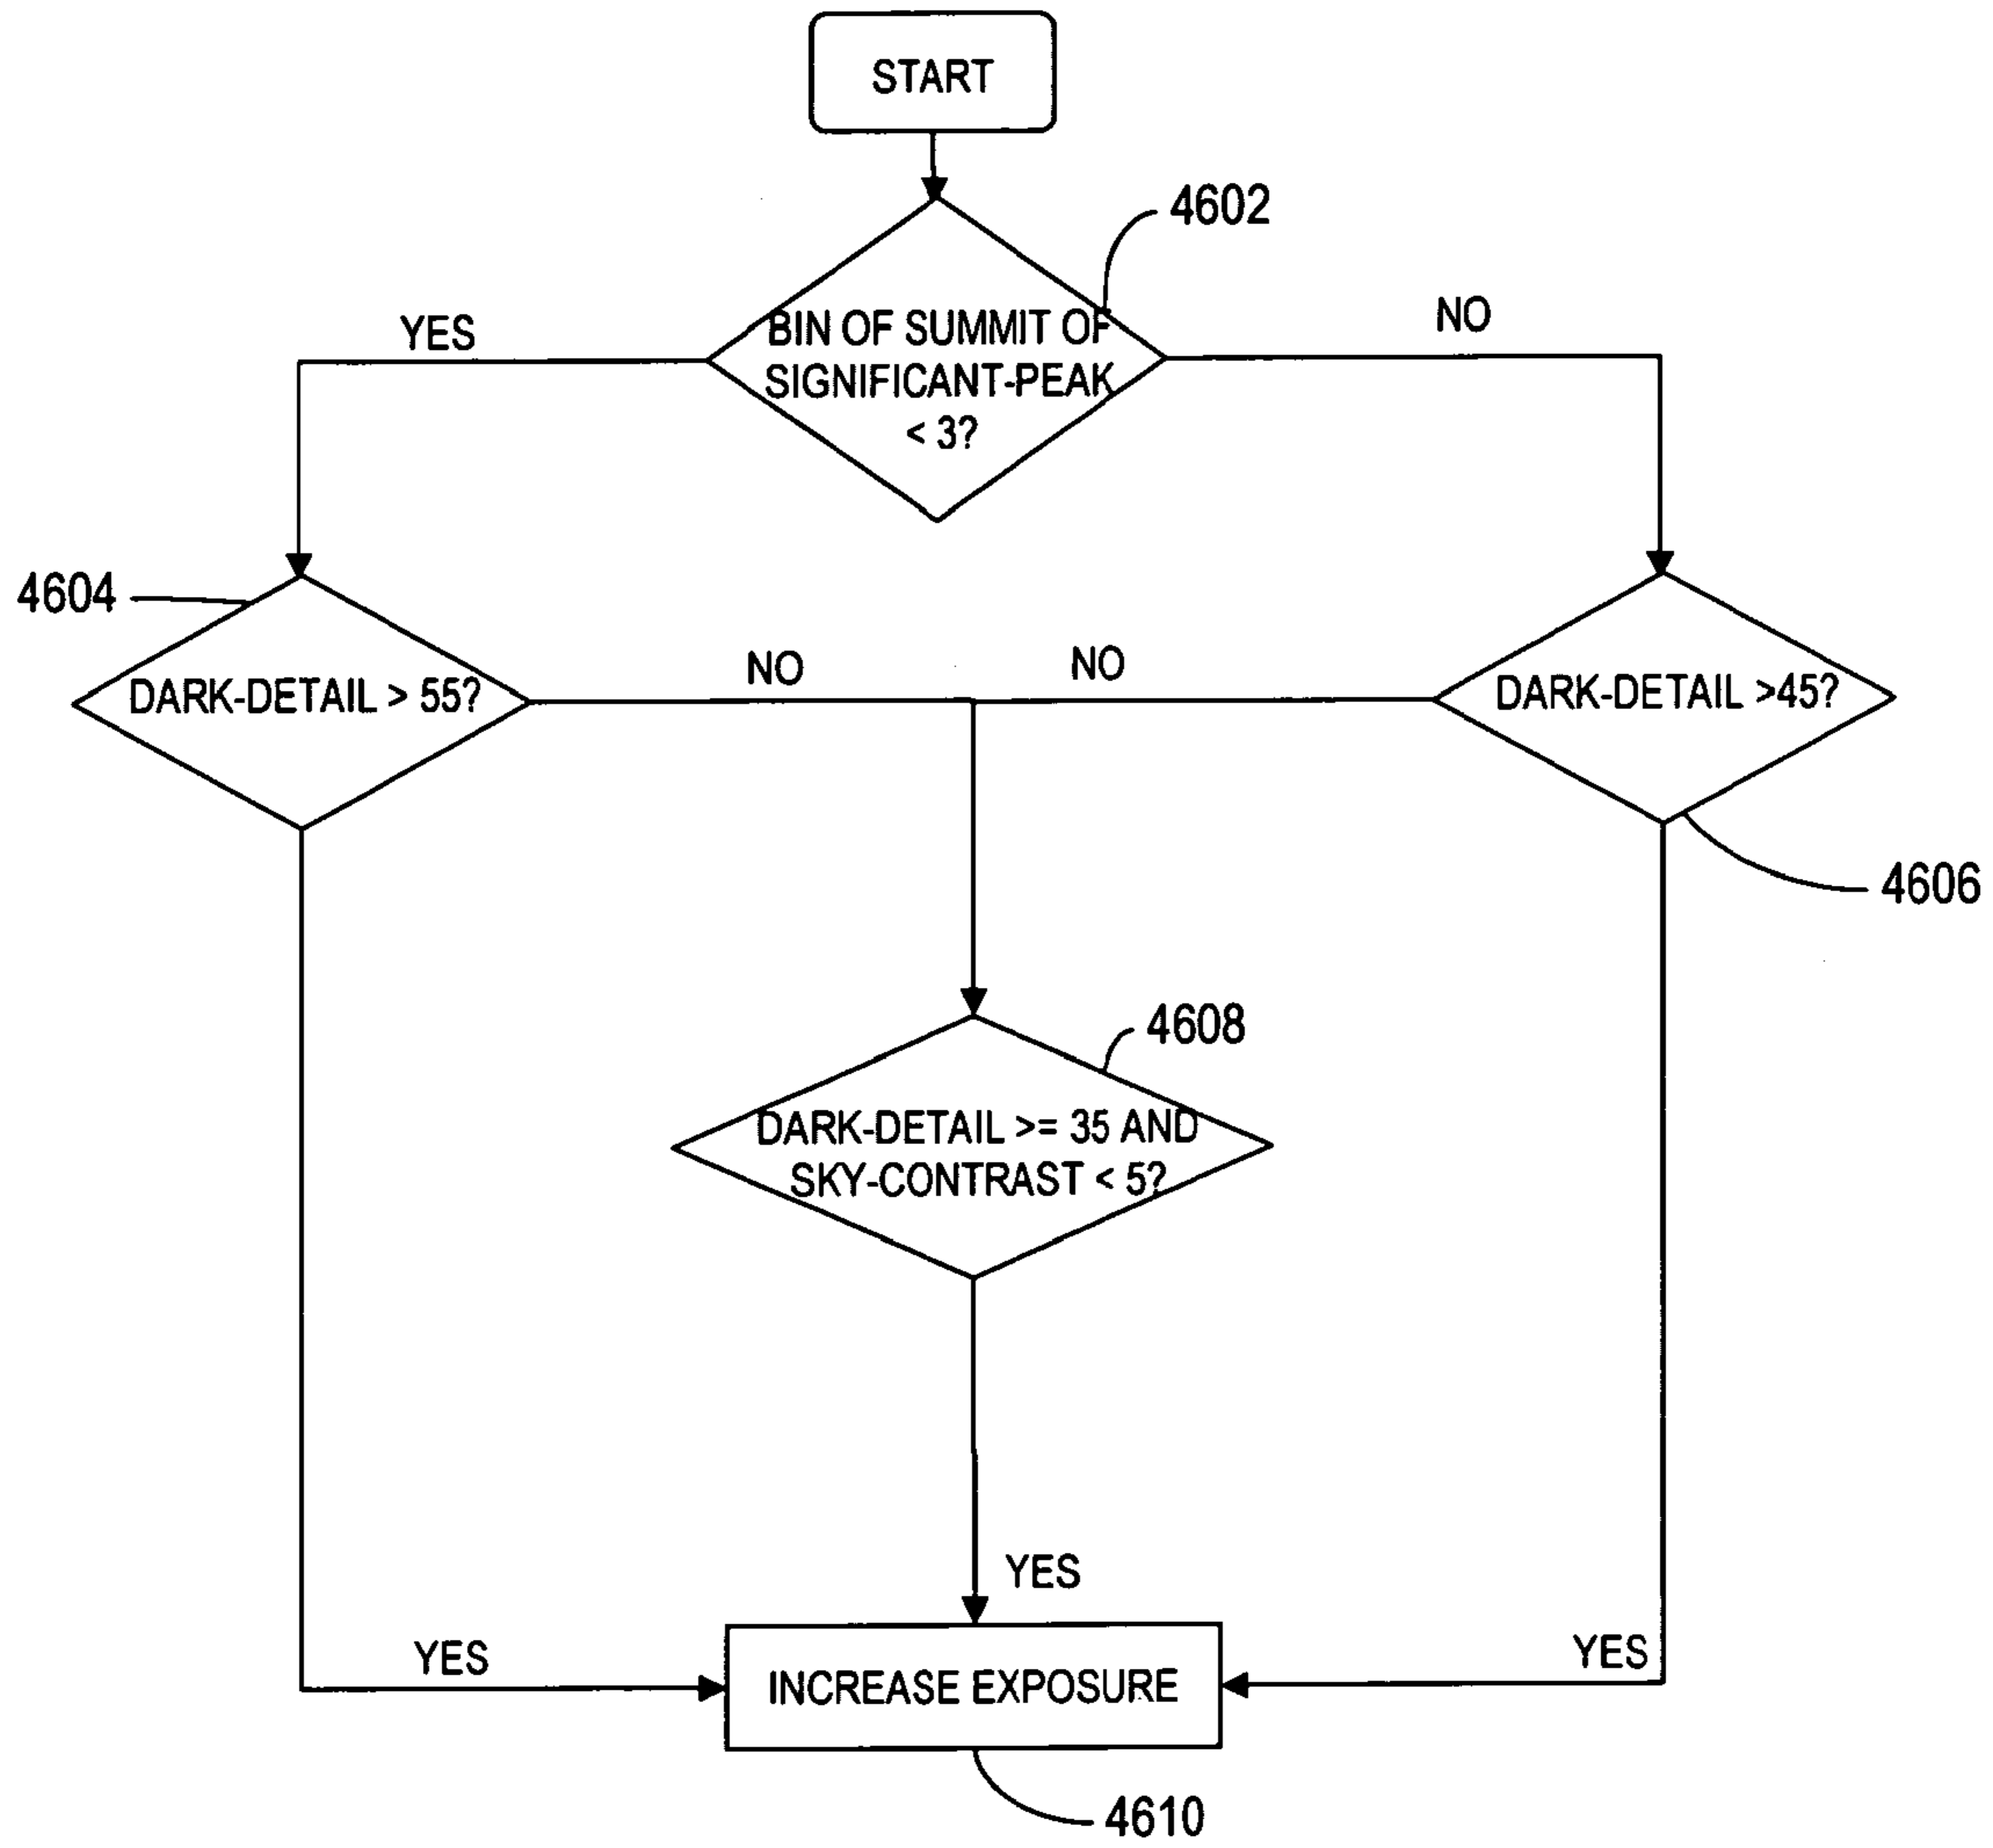 START
4602
BIN OF SUMMIT OF
SIGNIFICANT-PEAK
< 3?
YES
NO
4604
DARK-DETAIL > 55?
NO
NO
DARK-DETAIL >45?
4606
4608
DARK-DETAIL >= 35 AND
SKY-CONTRAST < 5?
YES
YES
YES
INCREASE EXPOSURE
4610